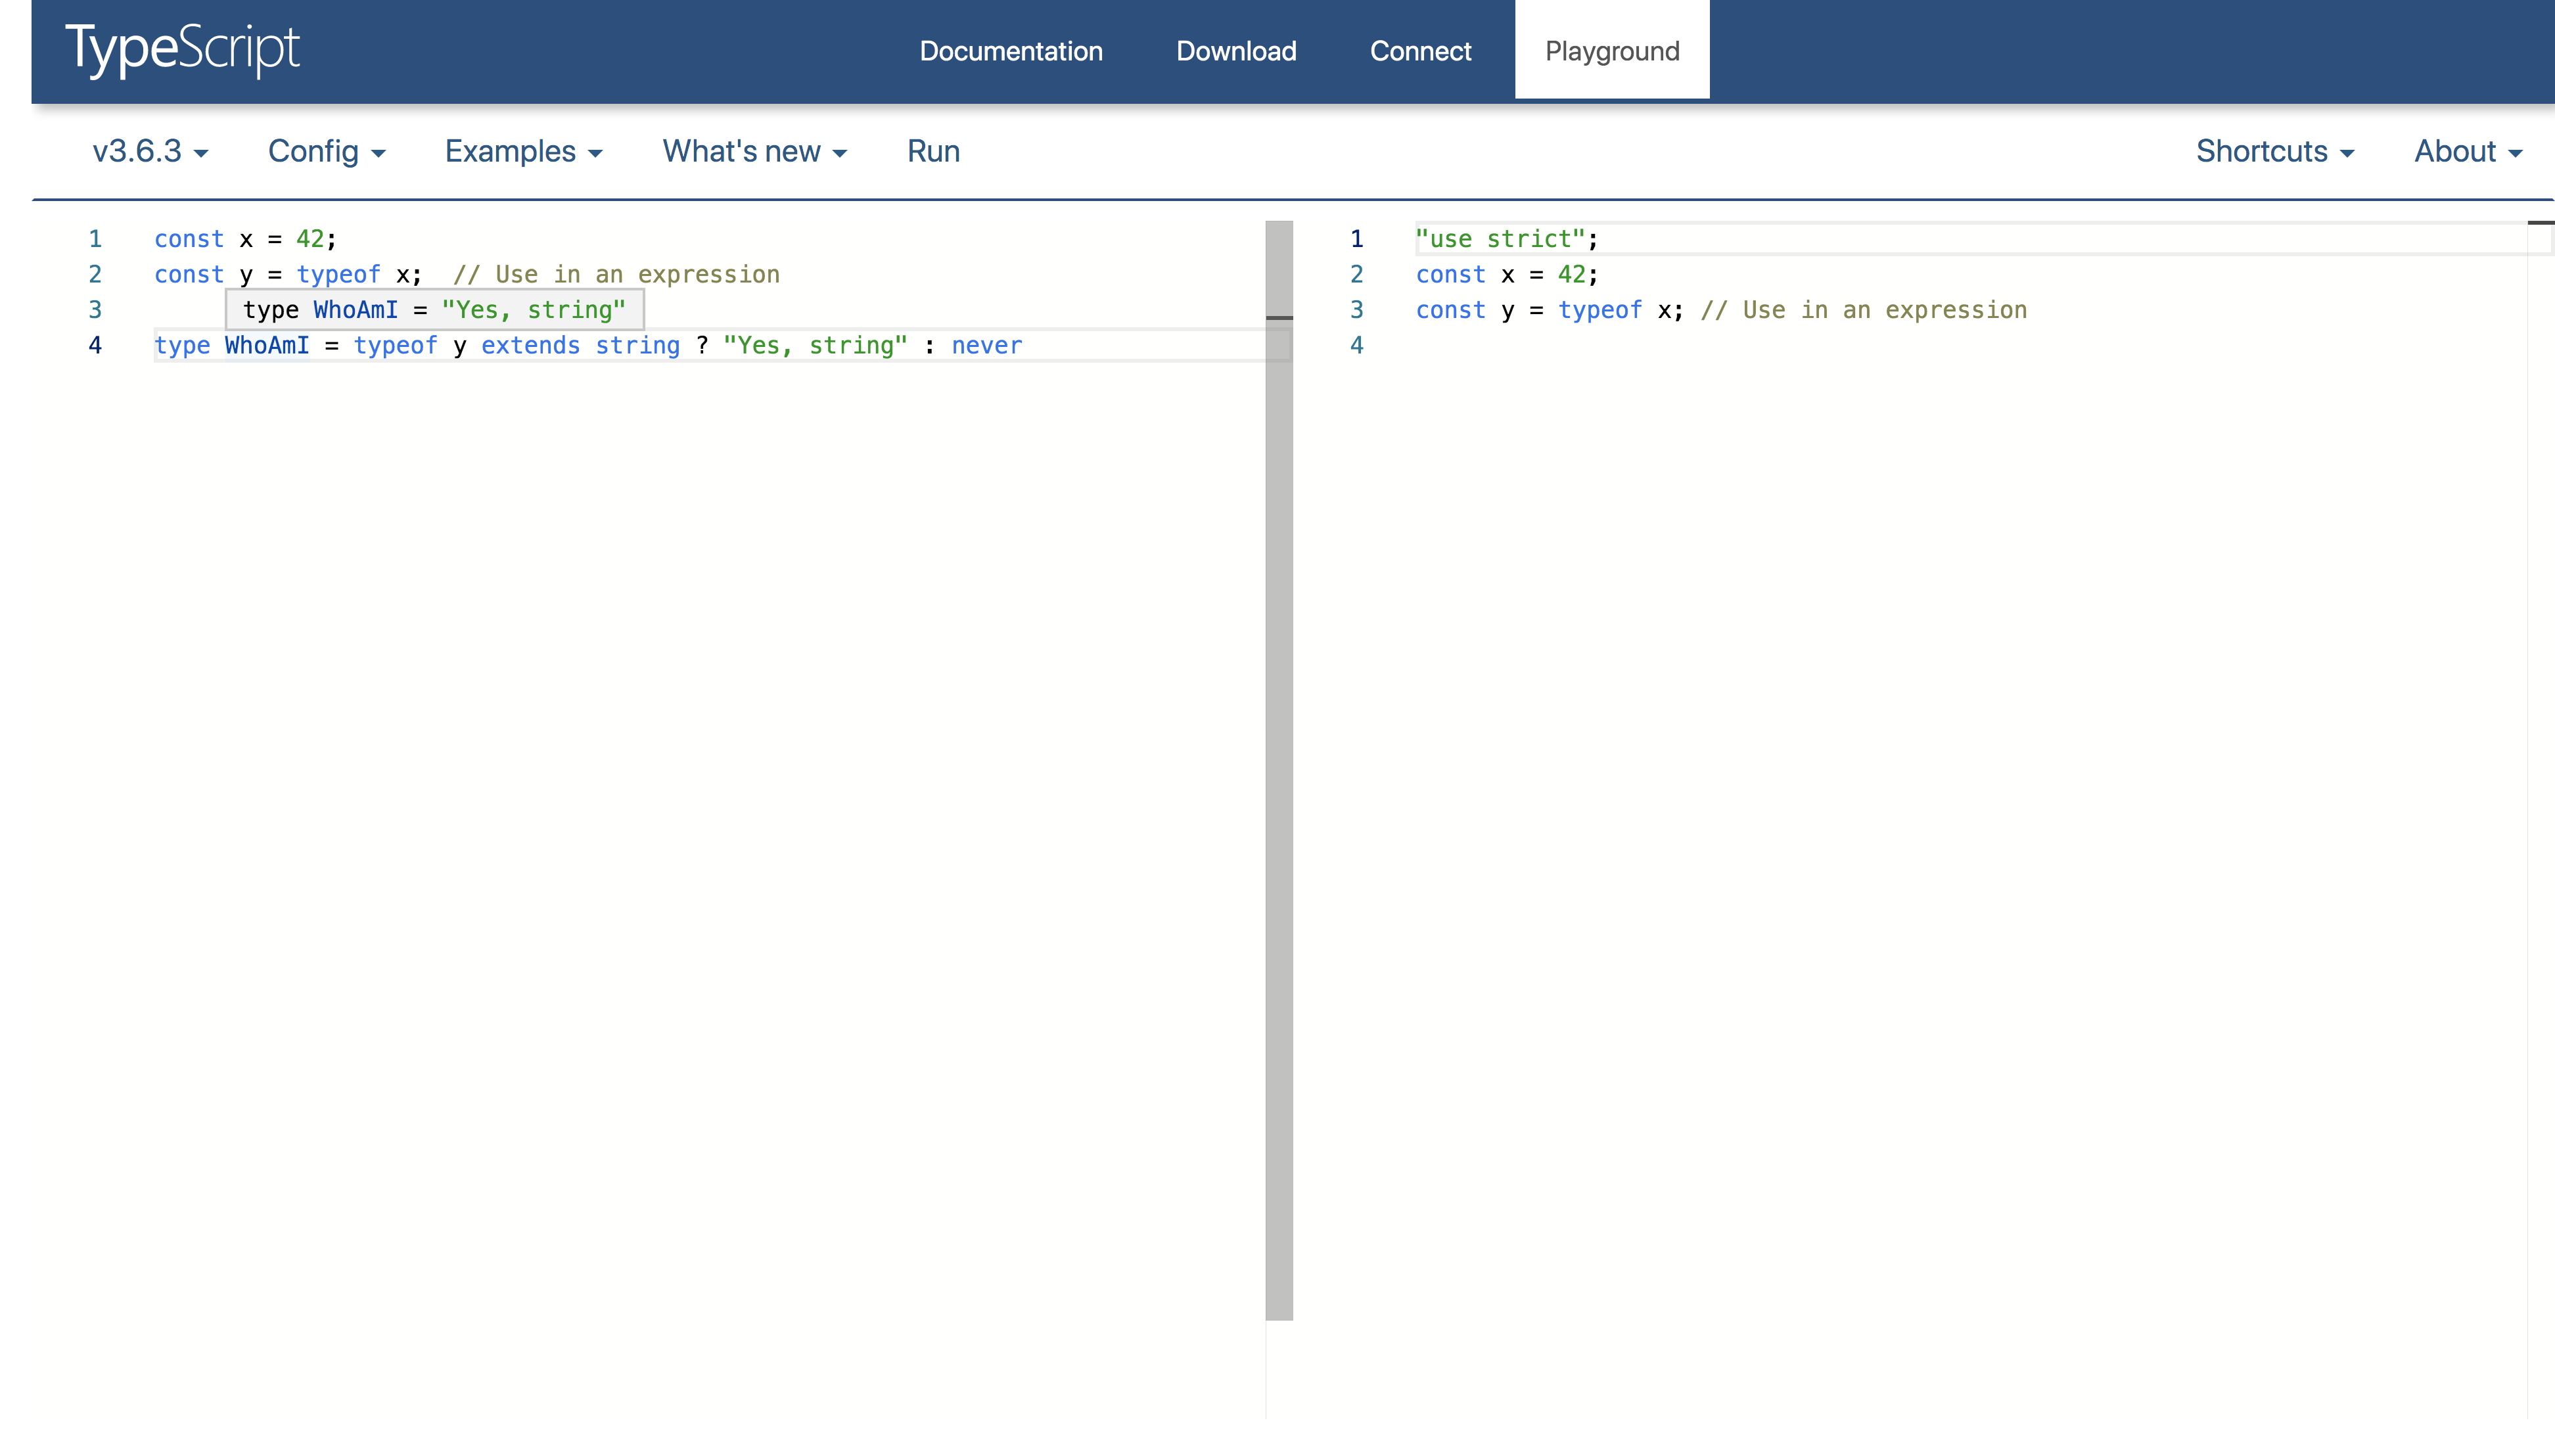 TypeScript Documentation Download Connect Playground
v3.6.3 Config Examples What's new Run Shortcuts About
1 const x = 42;
2 const y = typeof x;  // Use in an expression
3 type WhoAmI = "Yes, string"
4 type WhoAmI = typeof y extends string ? "Yes, string" : never
1 "use strict";
2 const x = 42;
3 const y = typeof x; // Use in an expression
4